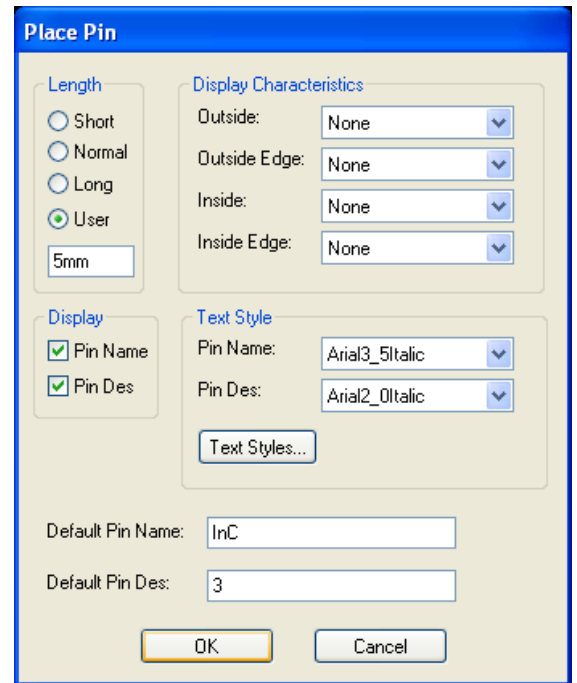 Place Pin
Length
Short
Normal
Long
User
5mm
Display Characteristics
Outside: None
Outside Edge: None
Inside: None
Inside Edge: None
Display
Pin Name
Pin Des
Text Style
Pin Name: Arial3_5Italic
Pin Des: Arial2_0Italic
Text Styles...
Default Pin Name: InC
Default Pin Des: 3
OK Cancel